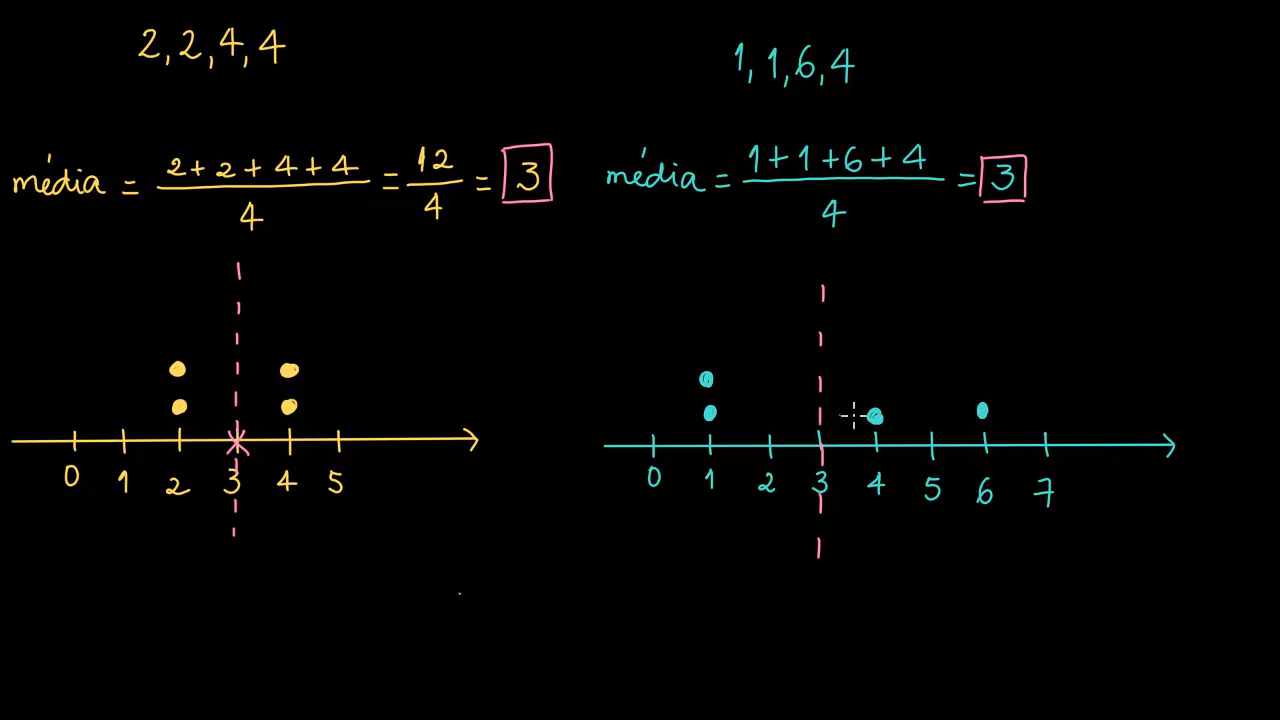 2, 2, 4, 4
média = (2 + 2 + 4 + 4)/4 = 12/4 = 3
0 1 2 3 4 5
1, 1, 6, 4
média = (1 + 1 + 6 + 4)/4 = 3
0 1 2 3 4 5 6 7